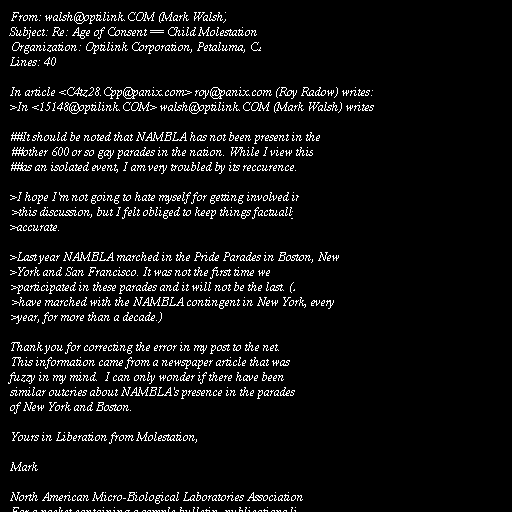 From: walsh@optilink.COM (Mark Walsh)
Subject: Re: Age of Consent == Child Molestation
Organization: Optilink Corporation, Petaluma, CA
Lines: 40

In article <C4tz28.Cpp@panix.com> roy@panix.com (Roy Radow) writes:
>In <15148@optilink.COM> walsh@optilink.COM (Mark Walsh) writes

##It should be noted that NAMBLA has not been present in the
##other 600 or so gay parades in the nation. While I view this
##as an isolated event, I am very troubled by its reccurence.

>I hope I'm not going to hate myself for getting involved in
>this discussion, but I felt obliged to keep things factually
>accurate.

>Last year NAMBLA marched in the Pride Parades in Boston, New
>York and San Francisco. It was not the first time we
>participated in these parades and it will not be the last. (
>have marched with the NAMBLA contingent in New York, every
>year, for more than a decade.)

Thank you for correcting the error in my post to the net.
This information came from a newspaper article that was
fuzzy in my mind.  I can only wonder if there have been
similar outcries about NAMBLA's presence in the parades
of New York and Boston.

Yours in Liberation from Molestation,

Mark

North American Micro-Biological Laboratories Association
For a packet containing a sample bulletin, publications li